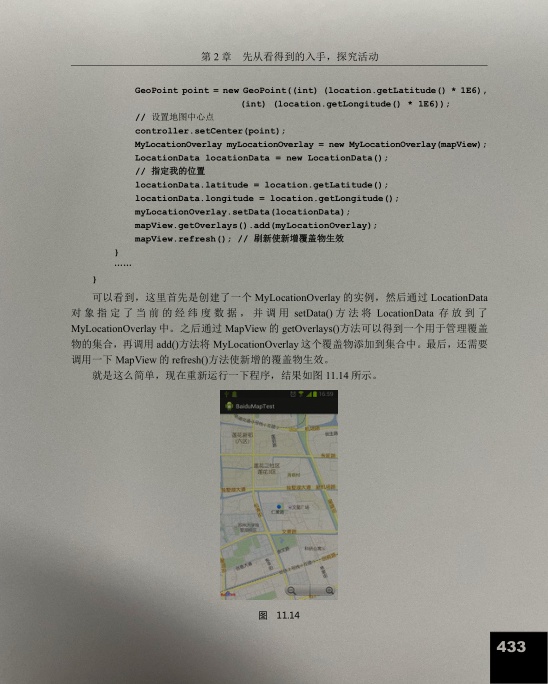 第 2 章 先从看得到的入手，探究活动
GeoPoint point = new GeoPoint((int) (location.getLatitude() * 1E6),
(int) (location.getLongitude() * 1E6));
// 设置地图中心点
controller.setCenter(point);
MyLocationOverlay myLocationOverlay = new MyLocationOverlay(mapView);
LocationData locationData = new LocationData();
// 指定我的位置
locationData.latitude = location.getLatitude();
locationData.longitude = location.getLongitude();
myLocationOverlay.setData(locationData);
mapView.getOverlays().add(myLocationOverlay);
mapView.refresh(); // 刷新使新增覆盖物生效
}
……
}
可以看到，这里首先是创建了一个 MyLocationOverlay 的实例，然后通过 LocationData
对象指定了当前的经纬度数据，并调用 setData()方法将 LocationData 存放到了
MyLocationOverlay 中。之后通过 MapView 的 getOverlays()方法可以得到一个用于管理覆盖
物的集合，再调用 add()方法将 MyLocationOverlay 这个覆盖物添加到集合中。最后，还需要
调用一下 MapView 的 refresh()方法使新增的覆盖物生效。
就是这么简单，现在重新运行一下程序，结果如图 11.14 所示。
BaiduMapTest
图 11.14
433